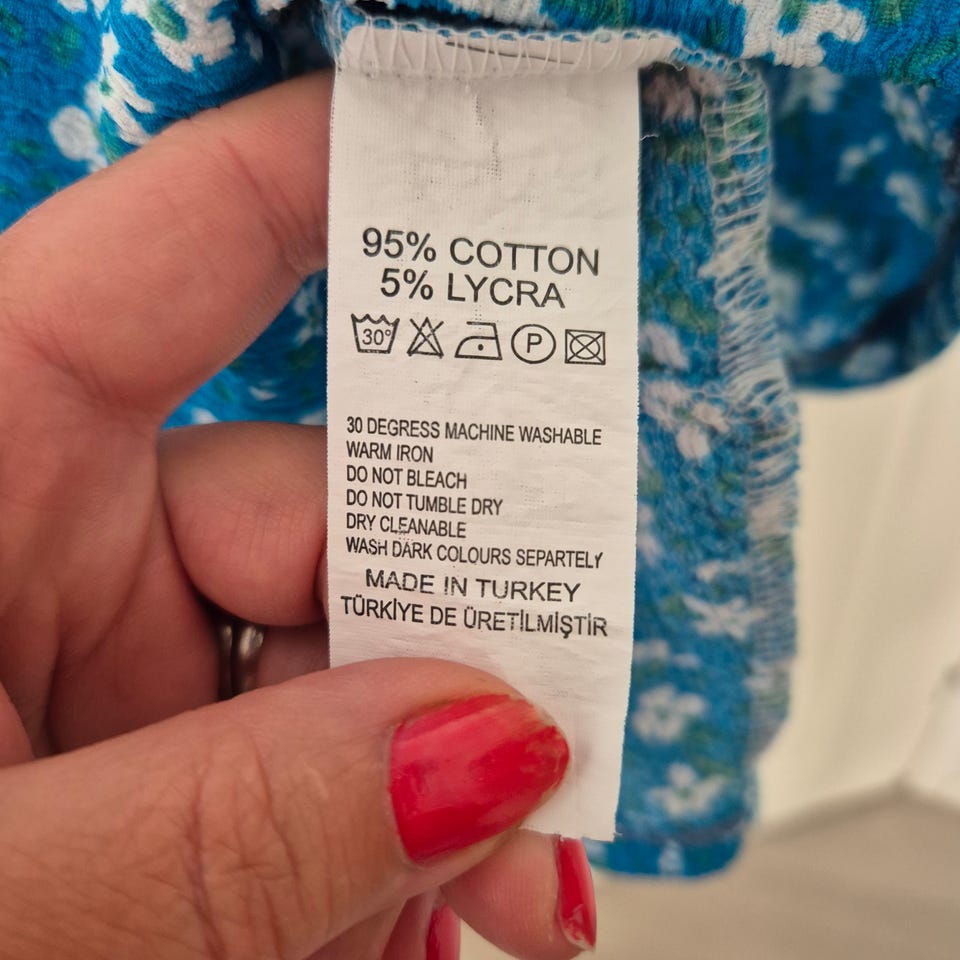 95% COTTON
5% LYCRA
30° P
30 DEGRESS MACHINE WASHABLE
WARM IRON
DO NOT BLEACH
DO NOT TUMBLE DRY
DRY CLEANABLE
WASH DARK COLOURS SEPARTELY
MADE IN TURKEY
TÜRKİYE DE ÜRETİLMİŞTİR